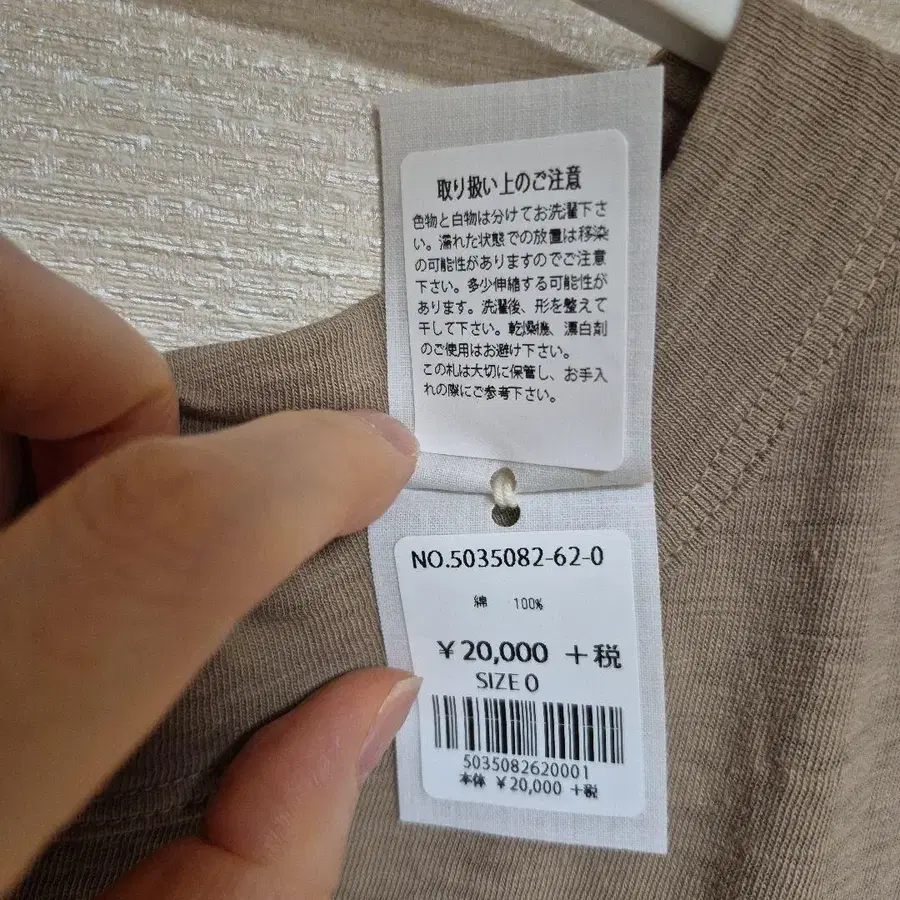 取り扱い上のご注意
色物と白物は分けてお洗濯下さ
い。濡れた状態での放置は移染
の可能性がありますのでご注意
下さい。多少伸縮する可能性が
あります。洗濯後、形を整えて
干して下さい。乾燥機、漂白剤
のご使用はお避け下さい。
この札は大切に保管し、お手入
れの際にご参考下さい。
NO.5035082-62-0
綿 100%
￥20,000 +税
SIZE 0
5035082620001
本体 ￥20,000 +税